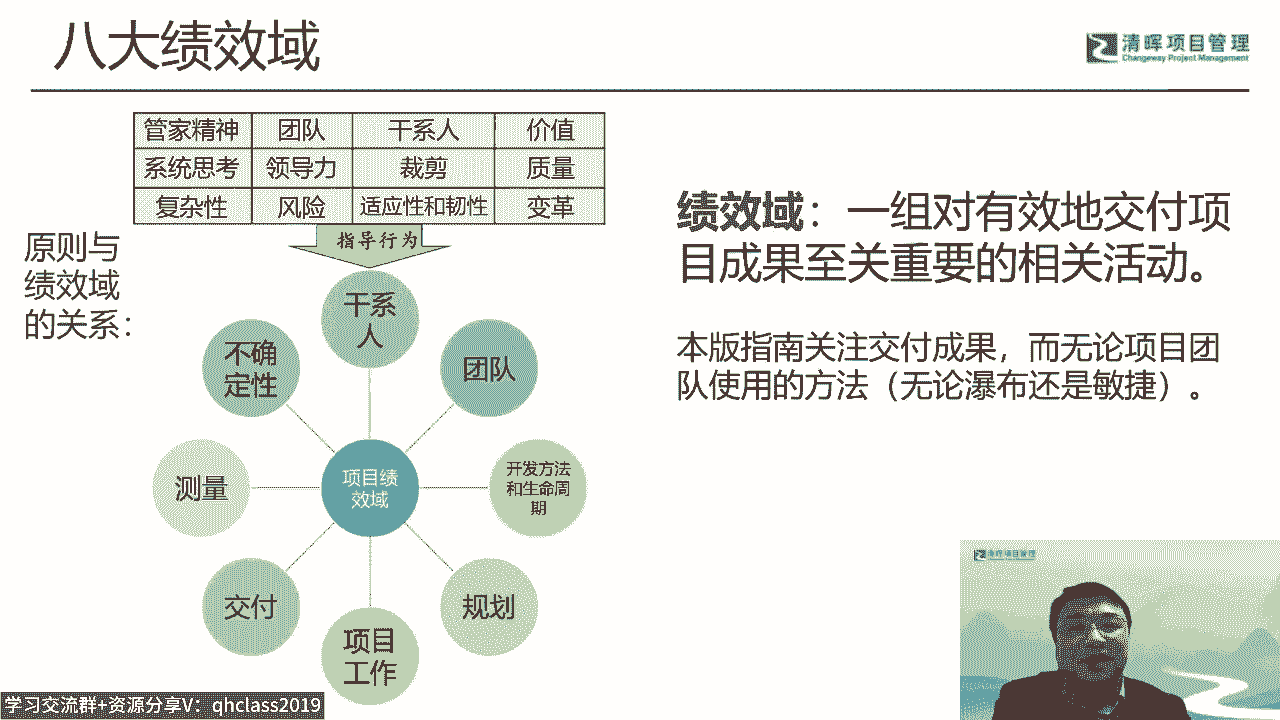 八大绩效域
清晖项目管理
Changeway Project Management
管家精神 团队 干系人 价值
系统思考 领导力 裁剪 质量
复杂性 风险 适应性和韧性 变革
指导行为
原则与
绩效域
的关系：
干系
人
团队
开发方法
和生命周
期
规划
项目
工作
交付
测量
不确
定性
项目绩
效域
绩效域：一组对有效地交付项
目成果至关重要的相关活动。
本版指南关注交付成果，而无论项目团
队使用的方法（无论瀑布还是敏捷）。
清晖项目管理
学习交流群+资源分享V：qhclass2019